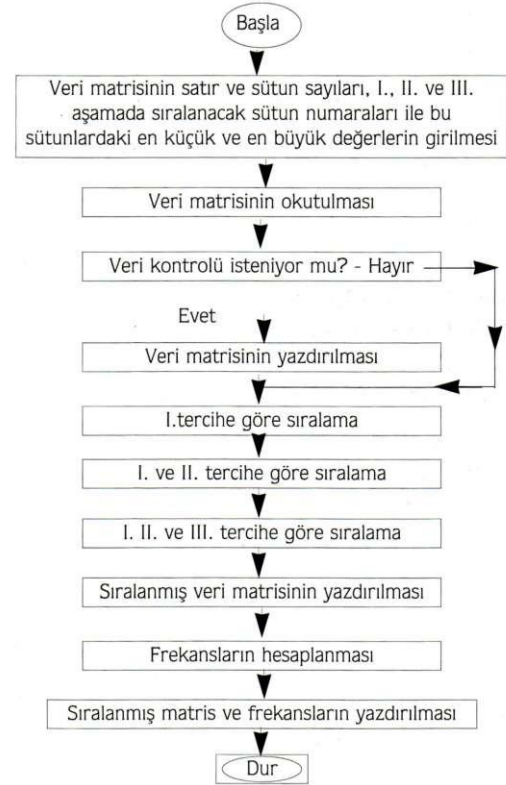 Başla
Veri matrisinin satır ve sütun sayıları, I., II. ve III.
aşamada sıralanacak sütun numaraları ile bu
sütunlardaki en küçük ve en büyük değerlerin girilmesi
Veri matrisinin okutulması
Veri kontrolü isteniyor mu? - Hayır
Evet
Veri matrisinin yazdırılması
I.tercihe göre sıralama
I. ve II. tercihe göre sıralama
I. II. ve III. tercihe göre sıralama
Sıralanmış veri matrisinin yazdırılması
Frekansların hesaplanması
Sıralanmış matris ve frekansların yazdırılması
Dur